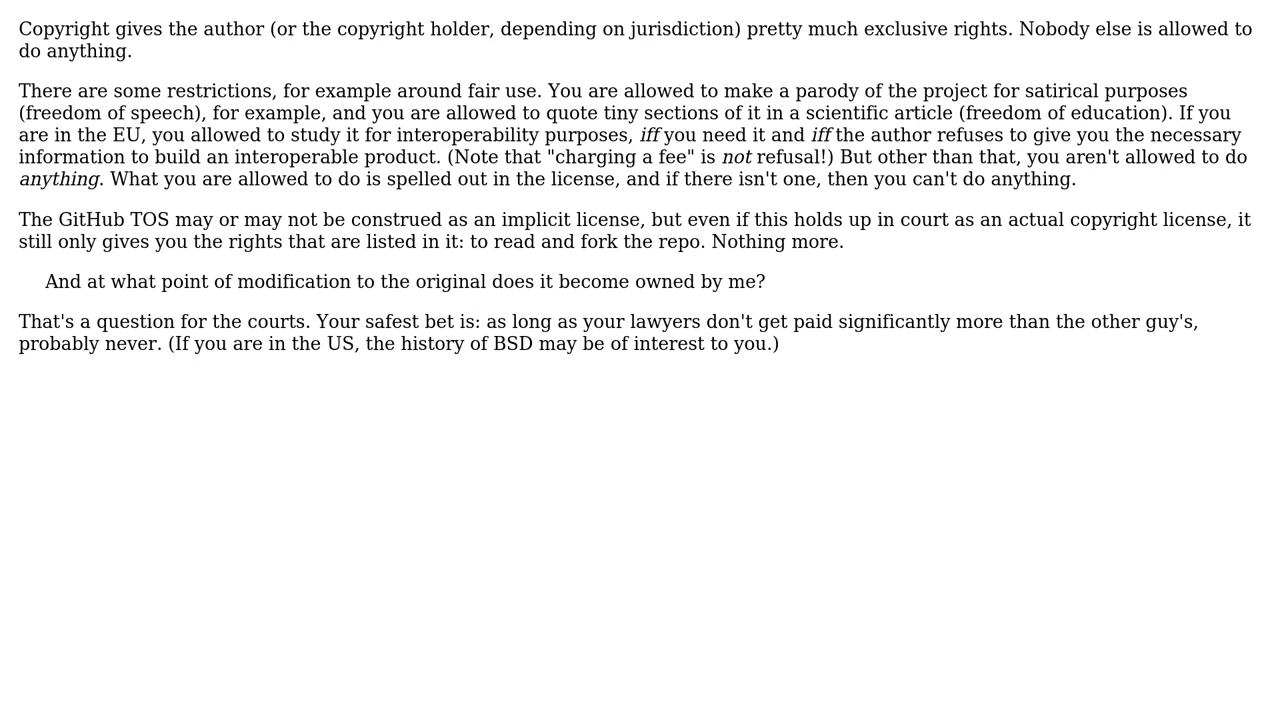 Copyright gives the author (or the copyright holder, depending on jurisdiction) pretty much exclusive rights. Nobody else is allowed to
do anything.
There are some restrictions, for example around fair use. You are allowed to make a parody of the project for satirical purposes
(freedom of speech), for example, and you are allowed to quote tiny sections of it in a scientific article (freedom of education). If you
are in the EU, you allowed to study it for interoperability purposes, iff you need it and iff the author refuses to give you the necessary
information to build an interoperable product. (Note that "charging a fee" is not refusal!) But other than that, you aren't allowed to do
anything. What you are allowed to do is spelled out in the license, and if there isn't one, then you can't do anything.
The GitHub TOS may or may not be construed as an implicit license, but even if this holds up in court as an actual copyright license, it
still only gives you the rights that are listed in it: to read and fork the repo. Nothing more.
And at what point of modification to the original does it become owned by me?
That's a question for the courts. Your safest bet is: as long as your lawyers don't get paid significantly more than the other guy's,
probably never. (If you are in the US, the history of BSD may be of interest to you.)